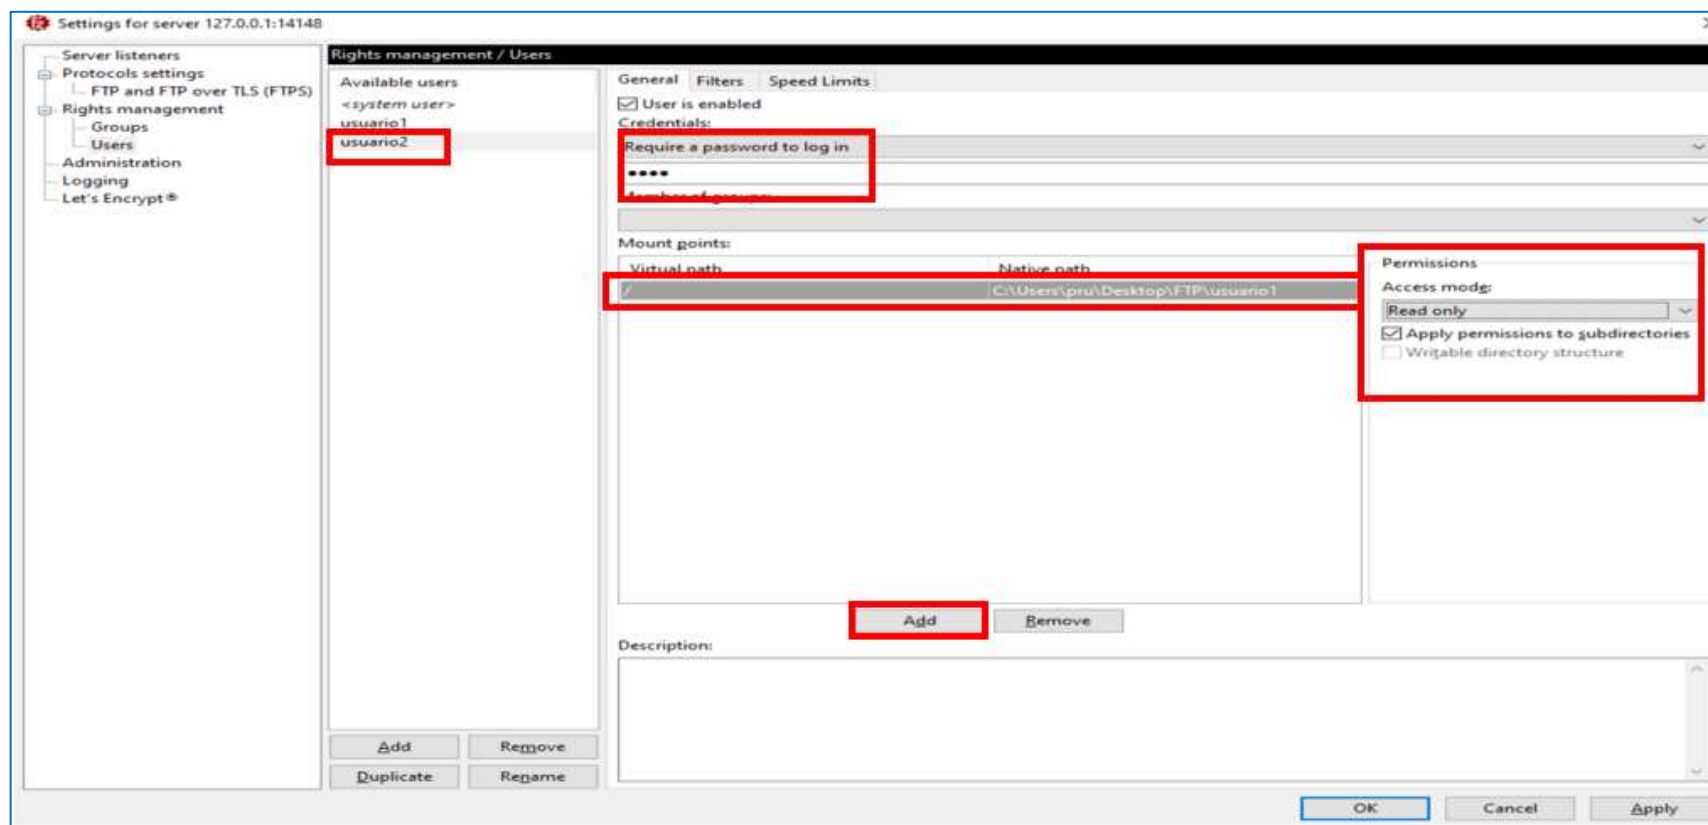 Settings for server 127.0.0.1:14148
Server listeners
Protocols settings
FTP and FTP over TLS (FTPS)
Rights management
Groups
Users
Administration
Logging
Let's Encrypt®
Rights management / Users
Available users
<system user>
usuario1
usuario2
Add Remove
Duplicate Rename
General Filters Speed Limits
User is enabled
Credentials:
Require a password to log in
••••
Member of groups:
Mount points:
Virtual path Native path
/ C:\Users\pru\Desktop\FTP\usuario1
Permissions
Access mode:
Read only
Apply permissions to subdirectories
Writable directory structure
Add Remove
Description:
OK Cancel Apply